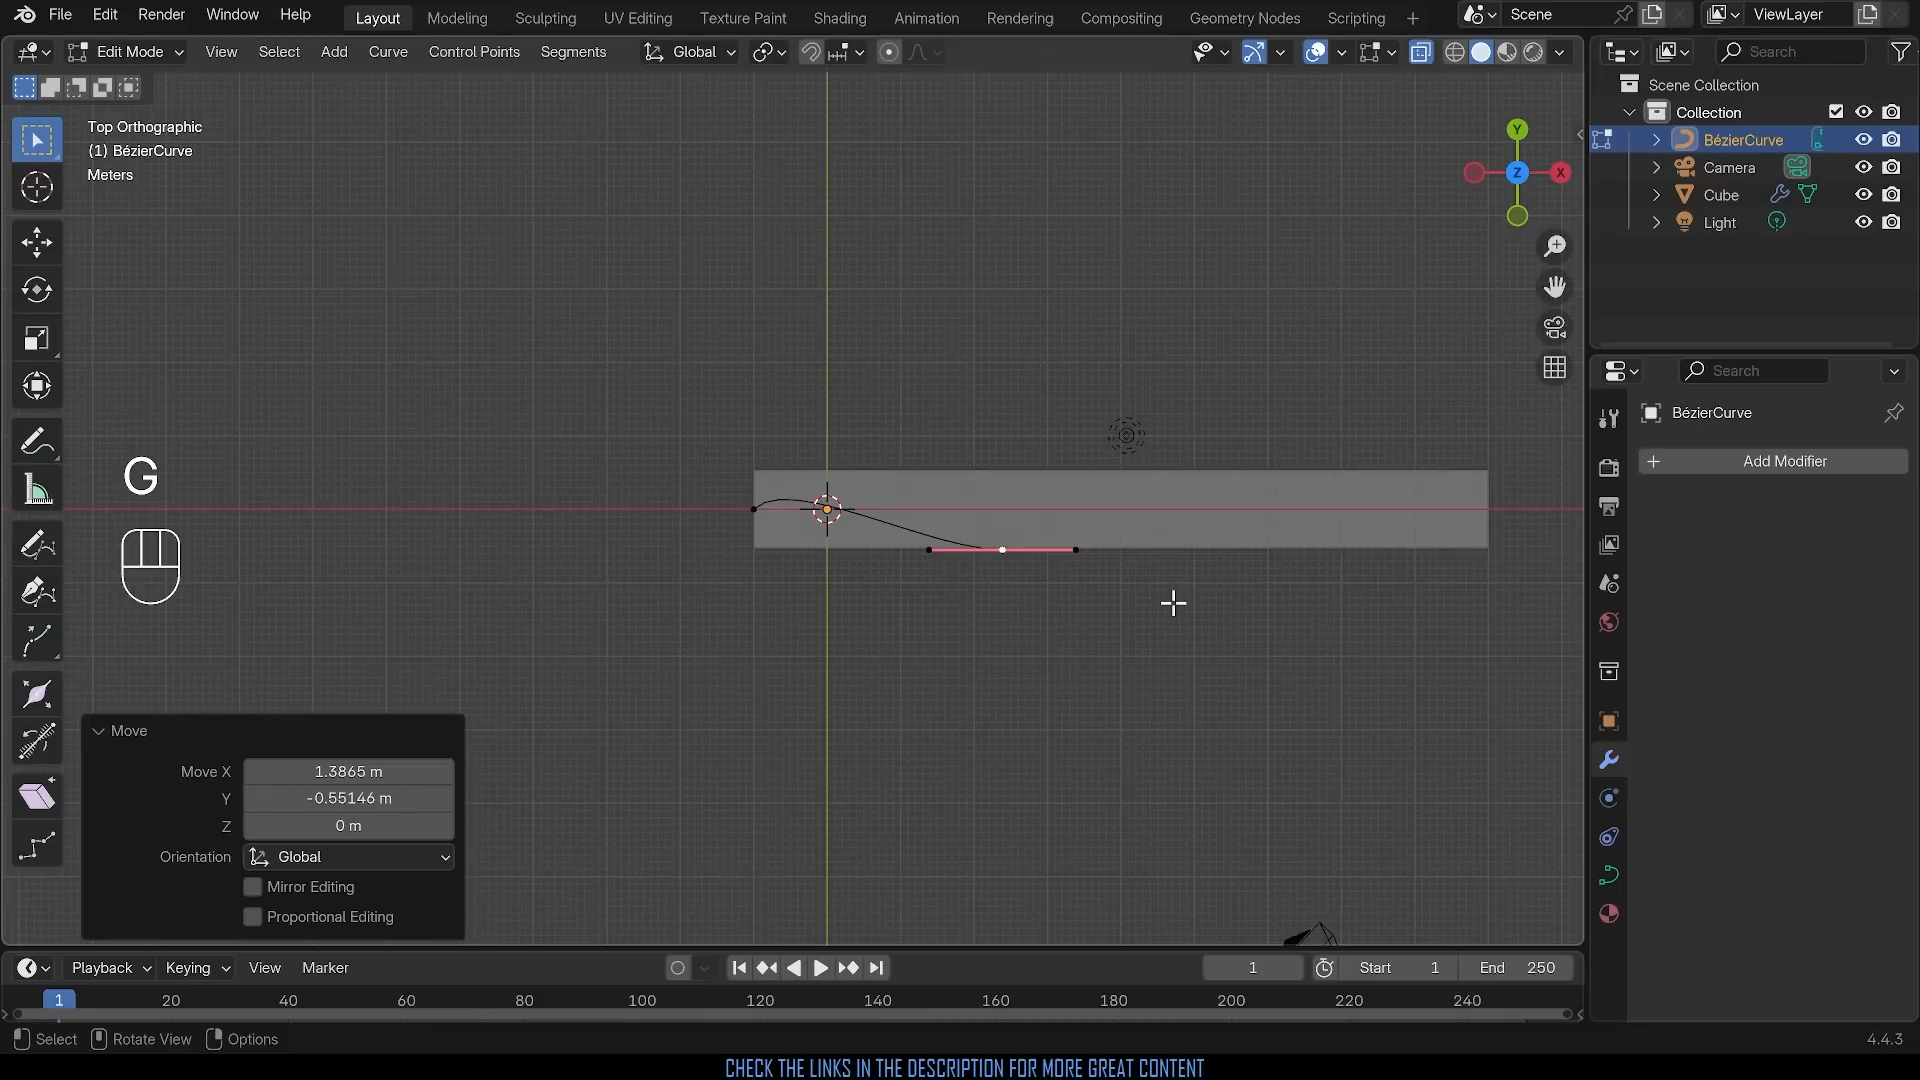 File Edit Render Window Help Layout Modeling Sculpting UV Editing Texture Paint Shading Animation Rendering Compositing Geometry Nodes Scripting + Scene ViewLayer
Edit Mode View Select Add Curve Control Points Segments Global Search
Top Orthographic
(1) BézierCurve
Meters
Y
Z
X
Scene Collection
Collection
BézierCurve
Camera
Cube
Light
Search
BézierCurve
+ Add Modifier
G
Move
Move X 1.3865 m
Y -0.55146 m
Z 0 m
Orientation Global
Mirror Editing
Proportional Editing
Playback Keying View Marker 1 Start 1 End 250
1 20 40 60 80 100 120 140 160 180 200 220 240
Select Rotate View Options 4.4.3
CHECK THE LINKS IN THE DESCRIPTION FOR MORE GREAT CONTENT